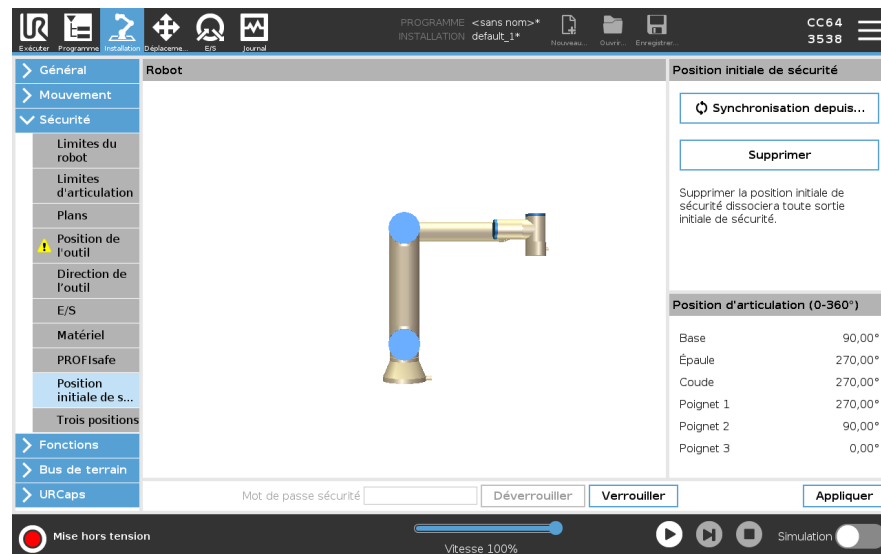 PROGRAMME <sans nom>*
INSTALLATION default_1*
CC64
3538
Exécuter
Programme
Installation
Déplaceme...
E/S
Journal
Nouveau...
Ouvrir...
Enregistrer...
Général
Mouvement
Sécurité
Limites du
robot
Limites
d'articulation
Plans
Position de
l'outil
Direction de
l'outil
E/S
Matériel
PROFIsafe
Position
initiale de s...
Trois positions
Fonctions
Bus de terrain
URCaps
Robot
Position initiale de sécurité
Synchronisation depuis...
Supprimer
Supprimer la position initiale de
sécurité dissociera toute sortie
initiale de sécurité.
Position d'articulation (0-360°)
Base 90,00°
Épaule 270,00°
Coude 270,00°
Poignet 1 270,00°
Poignet 2 90,00°
Poignet 3 0,00°
Mot de passe sécurité
Déverrouiller
Verrouiller
Appliquer
Mise hors tension
Vitesse 100%
Simulation